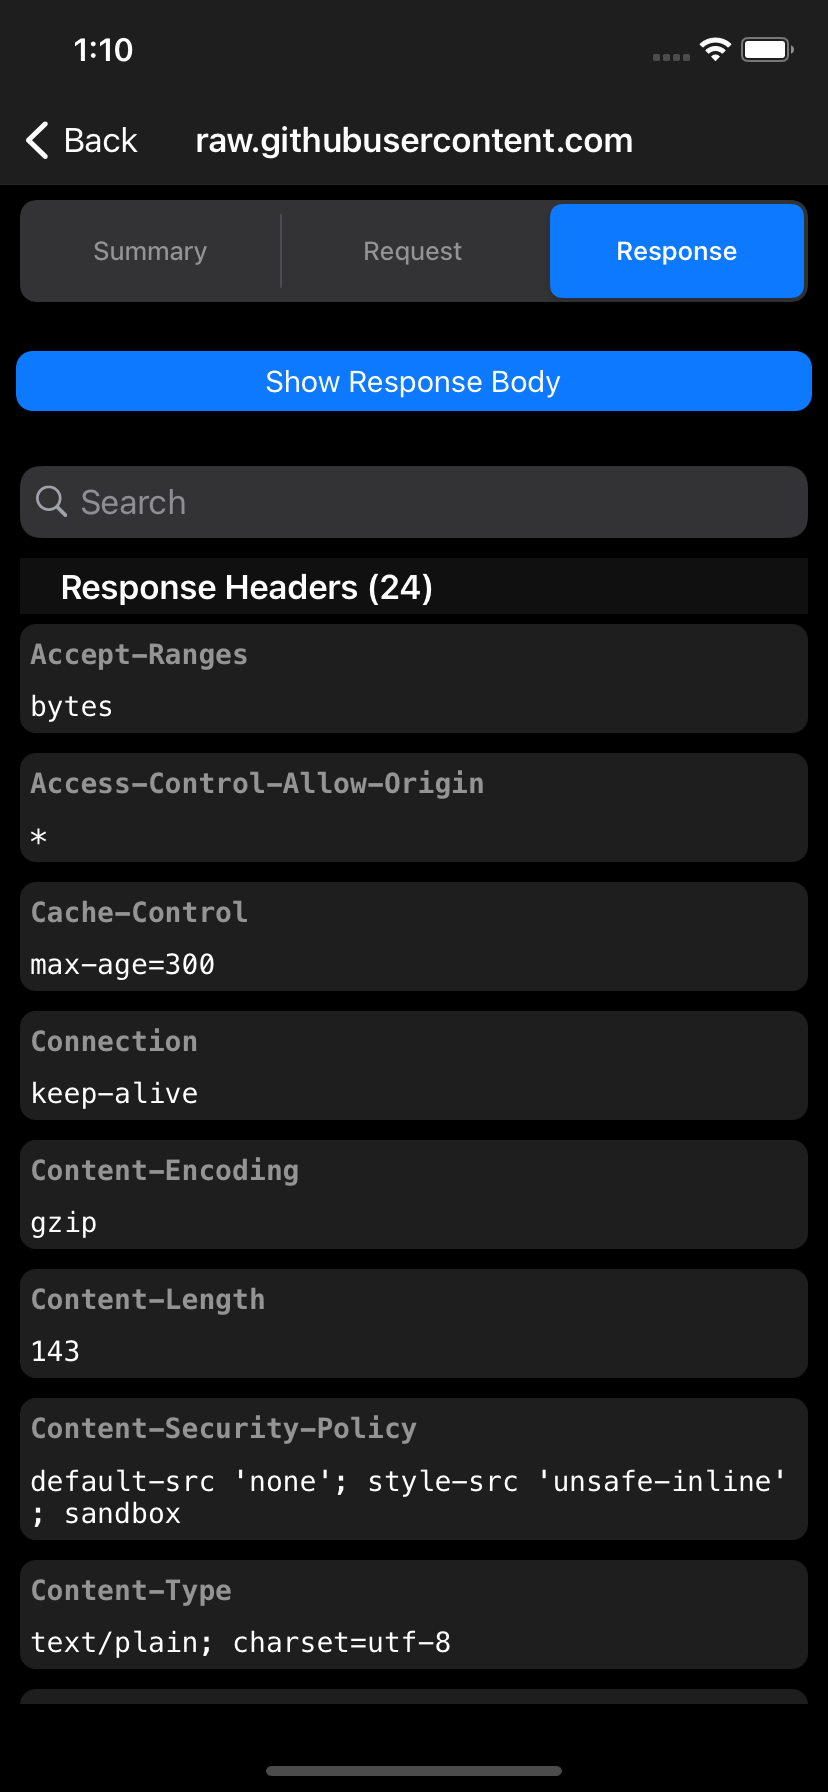 1:10
Back raw.githubusercontent.com
Summary Request Response
Show Response Body
Search
Response Headers (24)
Accept-Ranges
bytes
Access-Control-Allow-Origin
*
Cache-Control
max-age=300
Connection
keep-alive
Content-Encoding
gzip
Content-Length
143
Content-Security-Policy
default-src 'none'; style-src 'unsafe-inline'
; sandbox
Content-Type
text/plain; charset=utf-8